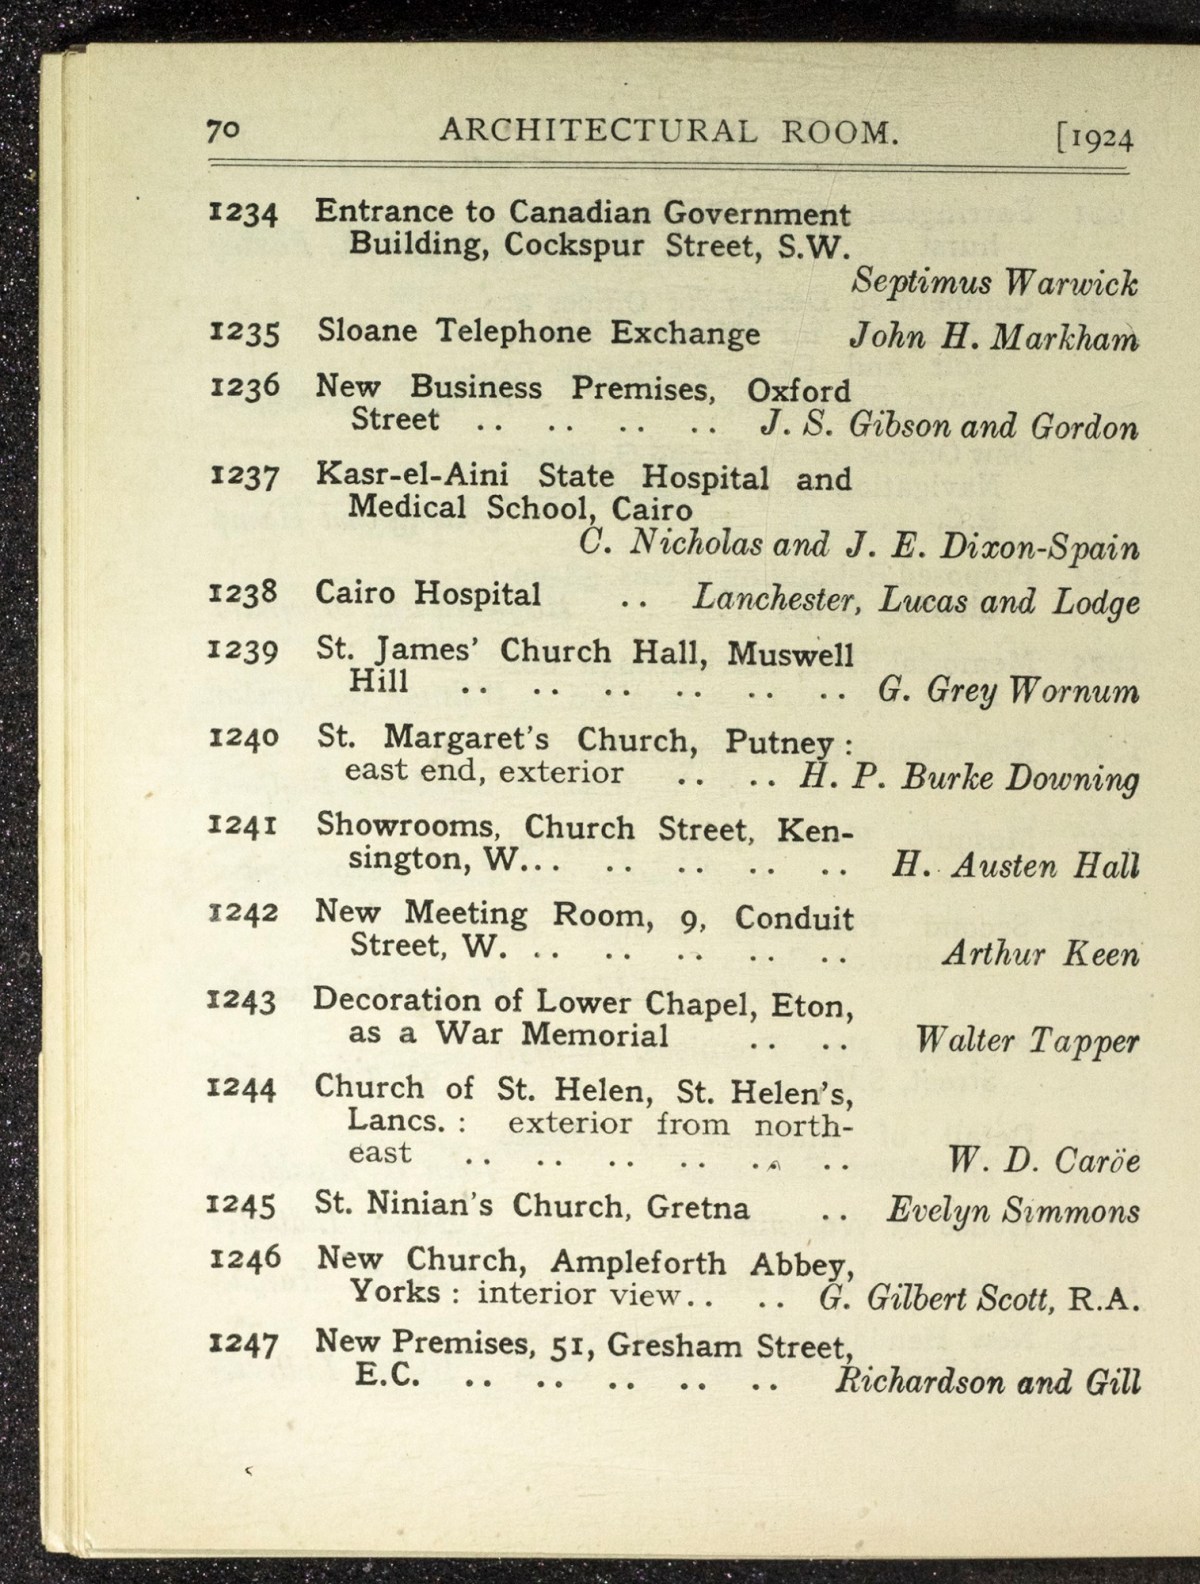 70 ARCHITECTURAL ROOM. [1924
1234 Entrance to Canadian Government
Building, Cockspur Street, S.W.
Septimus Warwick
1235 Sloane Telephone Exchange John H. Markham
1236 New Business Premises, Oxford
Street .. .. .. .. J. S. Gibson and Gordon
1237 Kasr-el-Aini State Hospital and
Medical School, Cairo
C. Nicholas and J. E. Dixon-Spain
1238 Cairo Hospital .. Lanchester, Lucas and Lodge
1239 St. James' Church Hall, Muswell
Hill .. .. .. .. .. .. G. Grey Wornum
1240 St. Margaret's Church, Putney :
east end, exterior .. .. H. P. Burke Downing
1241 Showrooms, Church Street, Ken-
sington, W... .. .. .. .. H. Austen Hall
1242 New Meeting Room, 9, Conduit
Street, W. .. .. .. .. .. Arthur Keen
1243 Decoration of Lower Chapel, Eton,
as a War Memorial .. .. Walter Tapper
1244 Church of St. Helen, St. Helen's,
Lancs. : exterior from north-
east .. .. .. .. .. .. W. D. Caröe
1245 St. Ninian's Church, Gretna .. Evelyn Simmons
1246 New Church, Ampleforth Abbey,
Yorks : interior view.. .. G. Gilbert Scott, R.A.
1247 New Premises, 51, Gresham Street,
E.C. .. .. .. .. .. Richardson and Gill